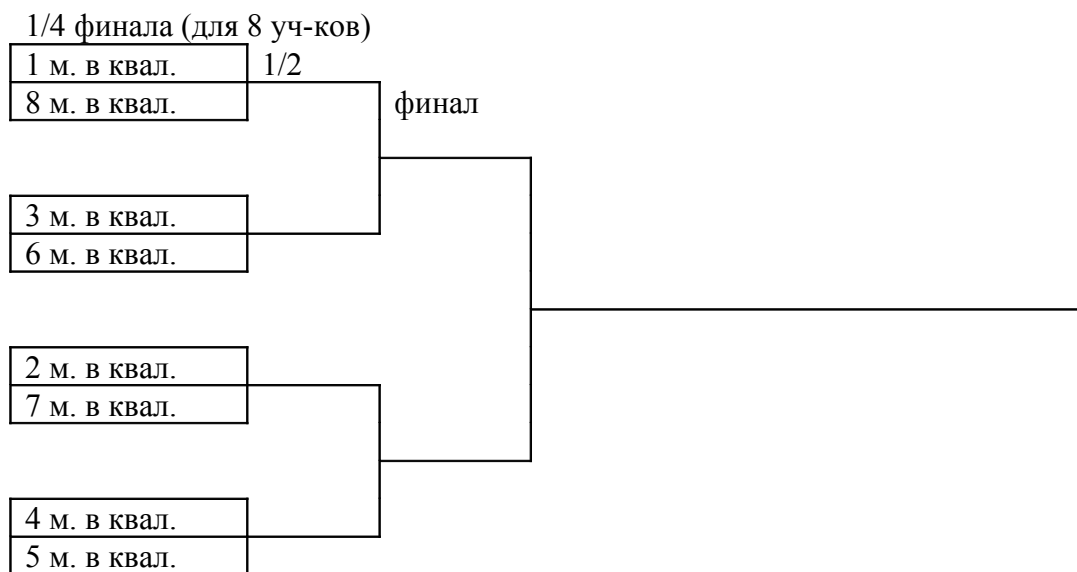 1/4 финала (для 8 уч-ков)
1 м. в квал.
1/2
8 м. в квал.
финал
3 м. в квал.
6 м. в квал.
2 м. в квал.
7 м. в квал.
4 м. в квал.
5 м. в квал.